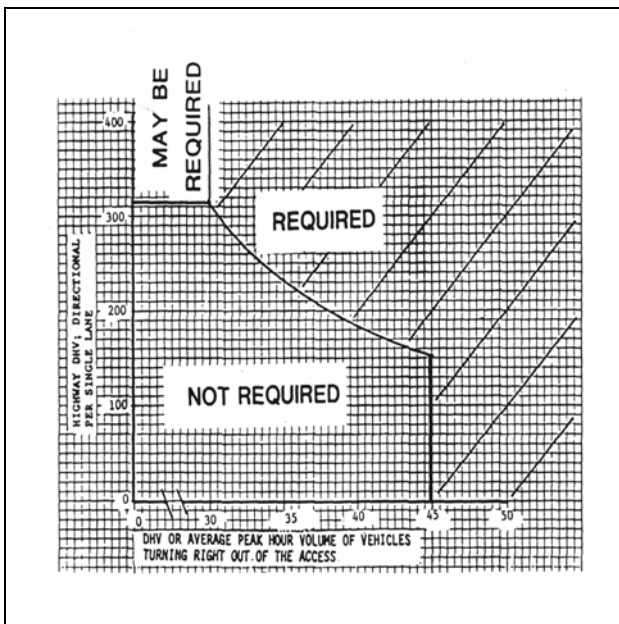 MAY BE
REQUIRED
400
REQUIRED
300
HIGHWAY DHV; DIRECTIONAL
PER SINGLE LANE
200
NOT REQUIRED
100
0
0 30 35 40 45 50
DHV OR AVERAGE PEAK HOUR VOLUME OF VEHICLES
TURNING RIGHT OUT OF THE ACCESS